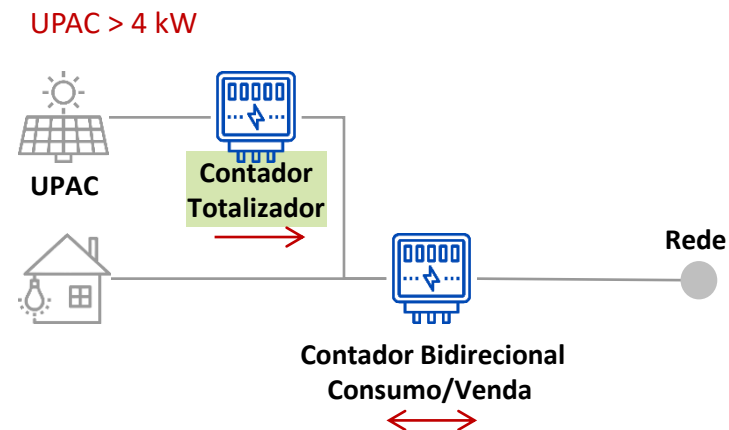 UPAC > 4 kW
UPAC
Contador
Totalizador
Rede
Contador Bidirecional
Consumo/Venda